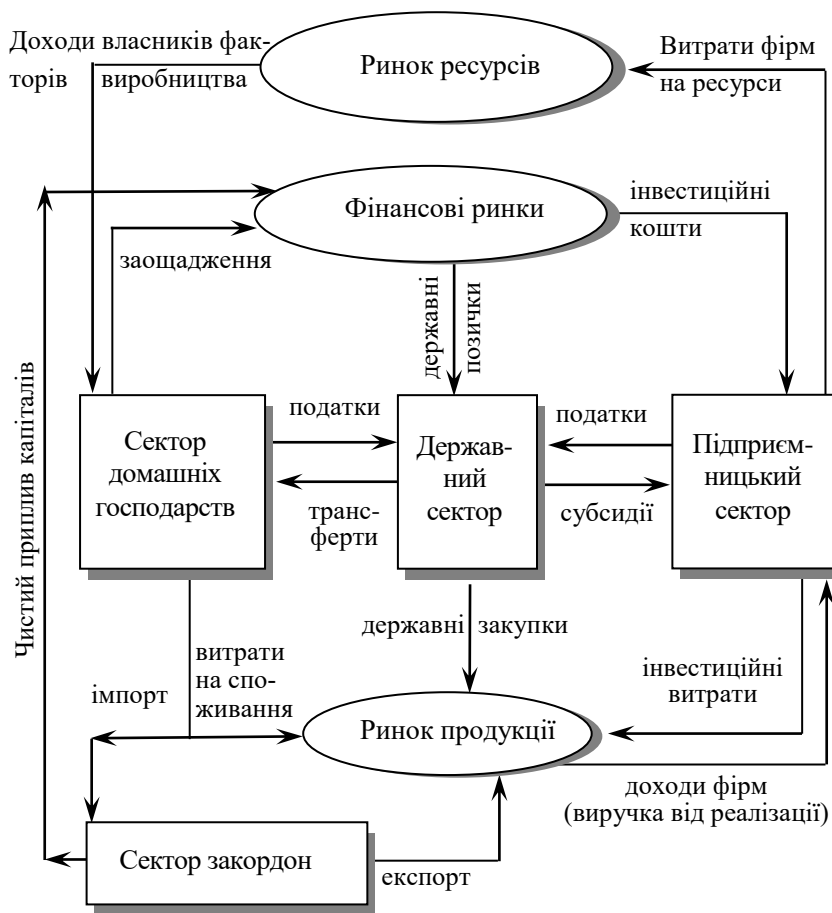 Доходи власників фак-
торів виробництва
Ринок ресурсів
Витрати фірм
на ресурси
Фінансові ринки
інвестиційні
кошти
заощадження
державні
позички
Чистий приплив капіталів
Сектор
домашніх
господарств
податки
транс-
ферти
Держав-
ний
сектор
податки
субсидії
Підприєм-
ницький
сектор
державні закупки
витрати
на спо-
живання
імпорт
інвестиційні
витрати
Ринок продукції
доходи фірм
(виручка від реалізації)
Сектор закордон
експорт